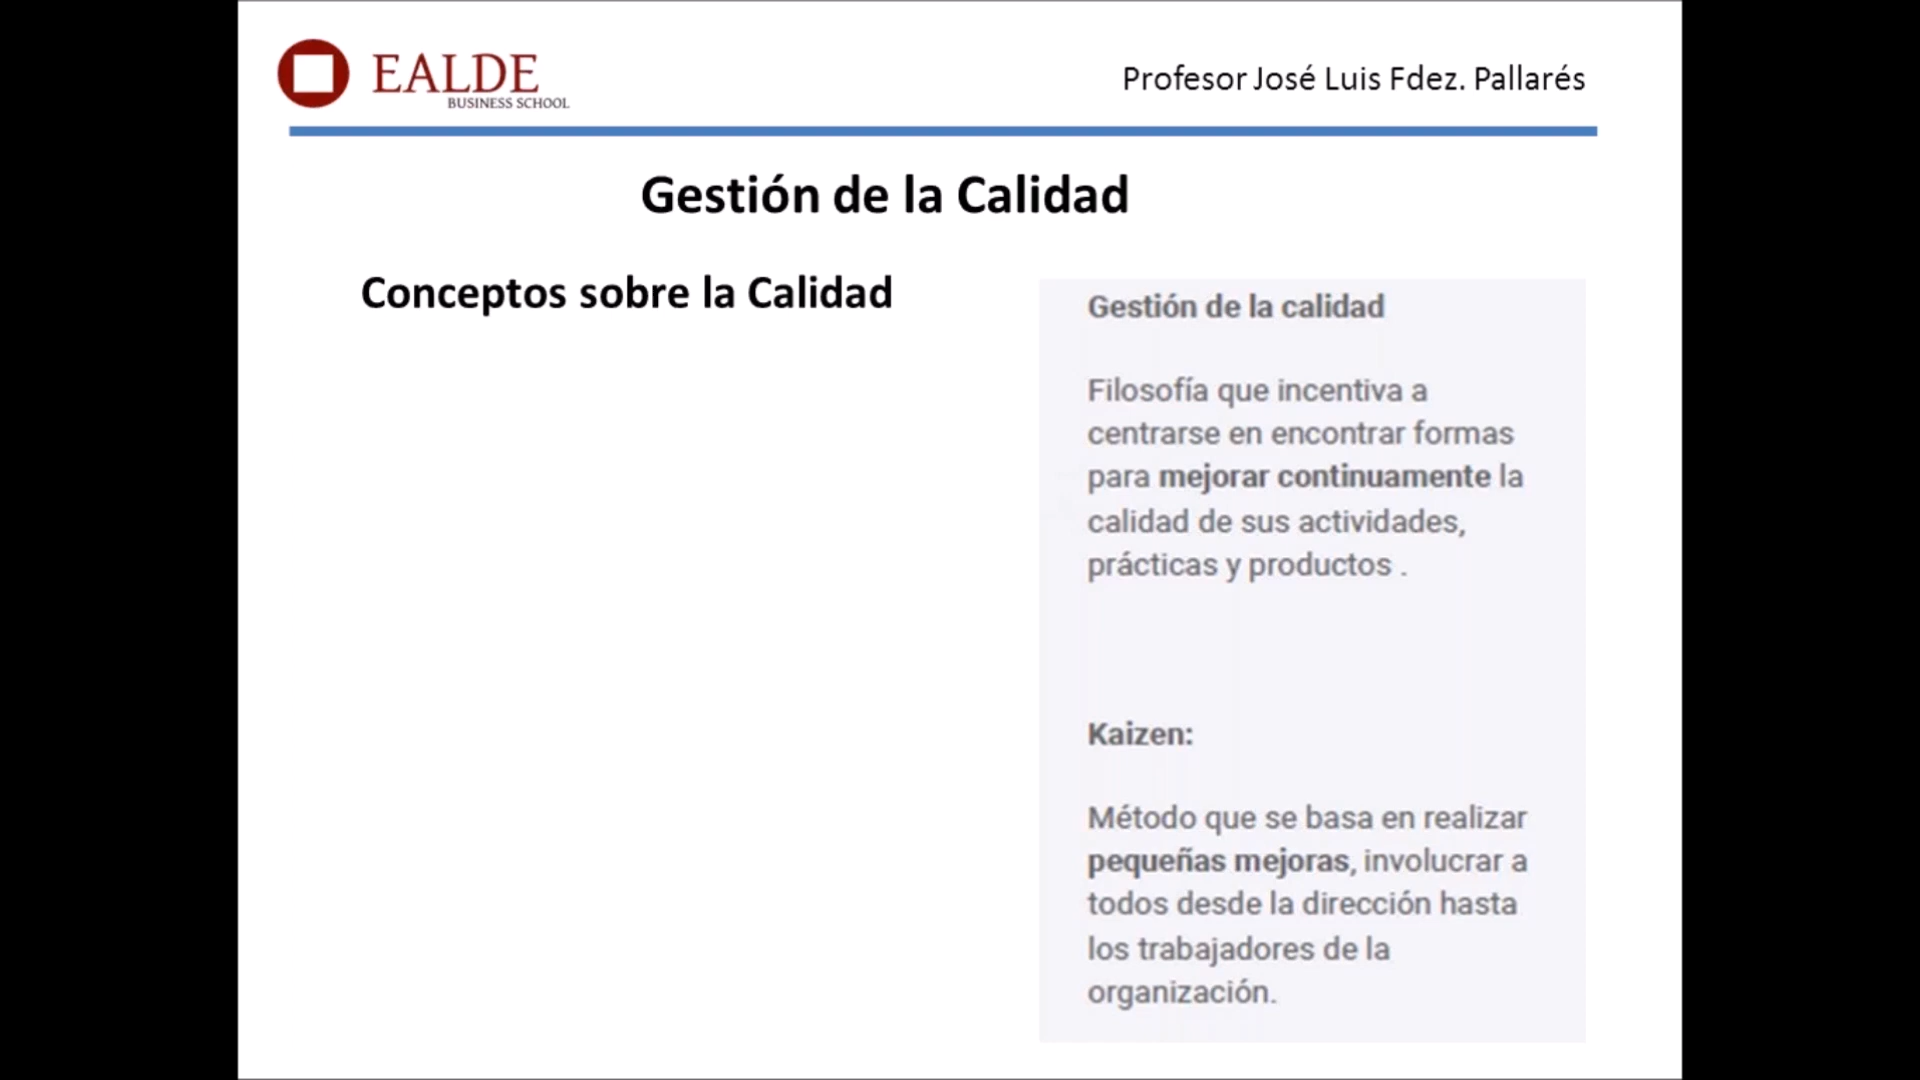 EALDE
BUSINESS SCHOOL
Profesor José Luis Fdez. Pallarés
Gestión de la Calidad
Conceptos sobre la Calidad
Gestión de la calidad
Filosofía que incentiva a
centrarse en encontrar formas
para mejorar continuamente la
calidad de sus actividades,
prácticas y productos .
Kaizen:
Método que se basa en realizar
pequeñas mejoras, involucrar a
todos desde la dirección hasta
los trabajadores de la
organización.